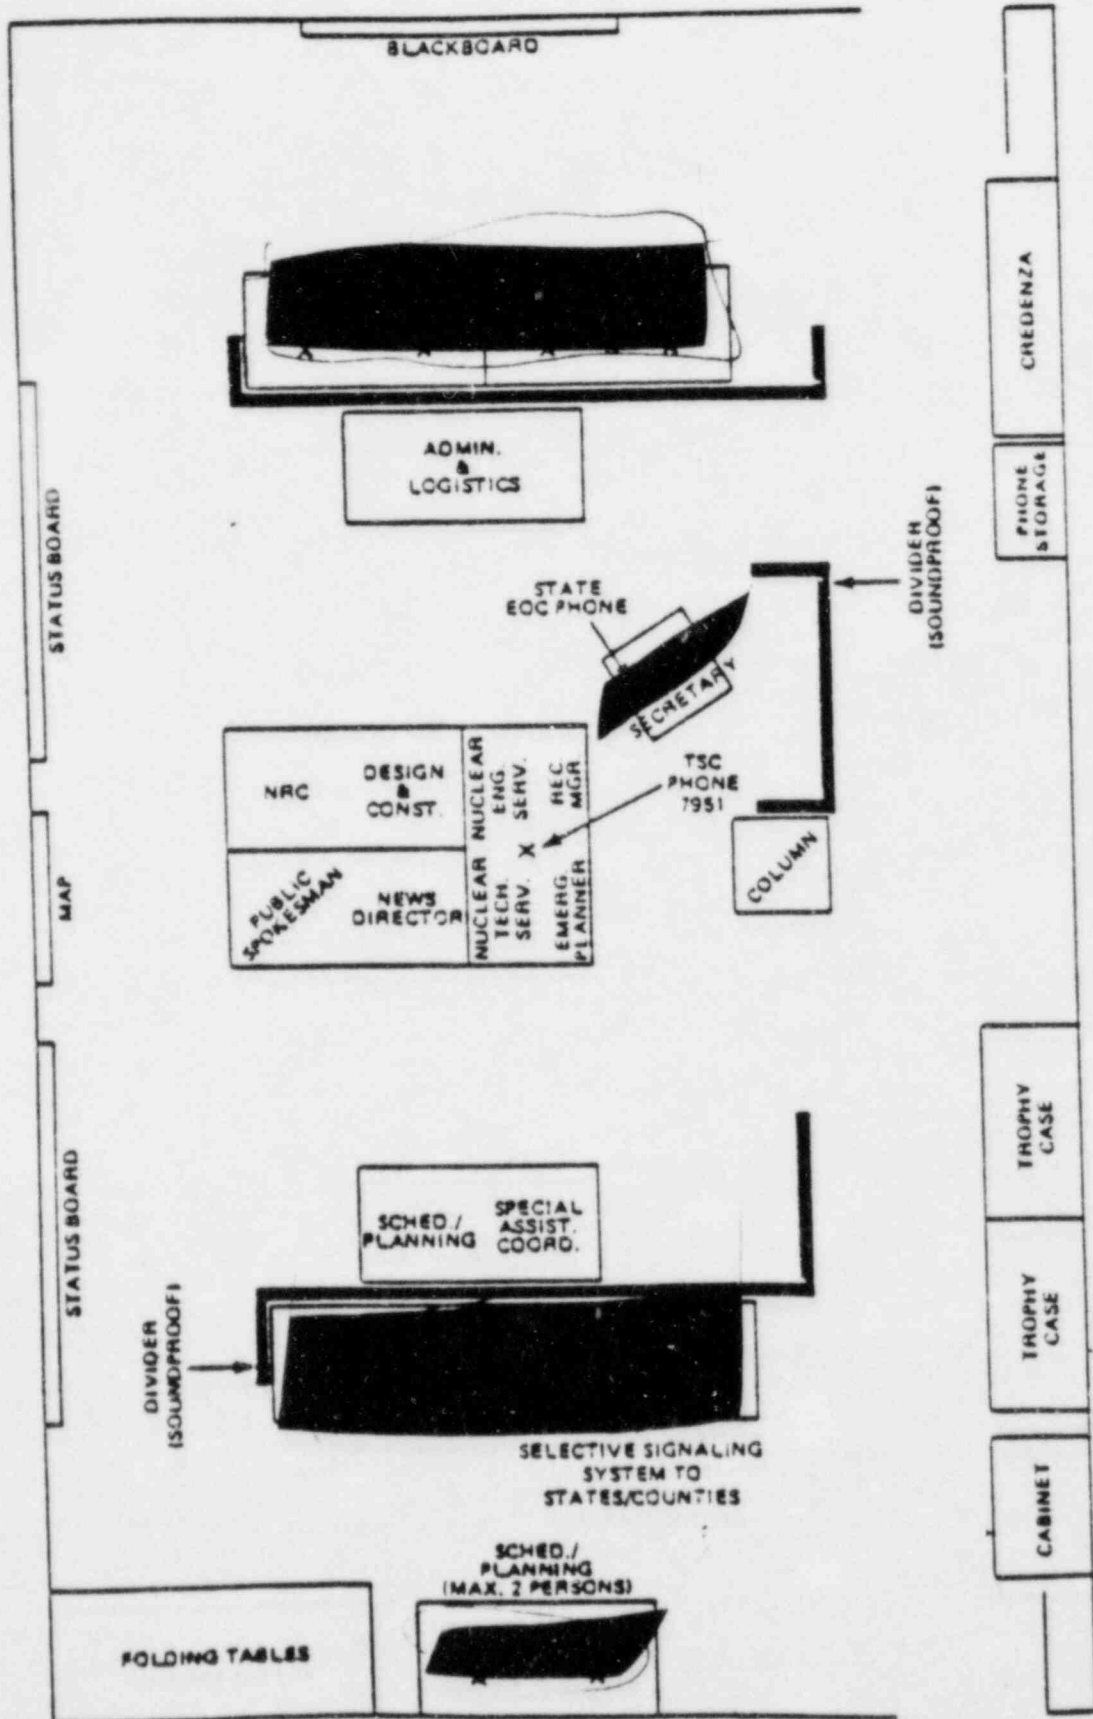 BLACKBOARD
CREDENZA
ADMIN.
&
LOGISTICS
PHONE
STORAGE
STATUS BOARD
DIVIDER
(SOUNDPROOF)
STATE
EOC PHONE
SECRETARY
TSC
PHONE
7951
NRC
DESIGN
&
CONST.
NUCLEAR
ENG.
SERV.
REC.
MGR
PUBLIC
SPOKESMAN
NEWS
DIRECTOR
NUCLEAR
TECH.
SERV.
X
EMERG.
PLANNER
COLUMN
MAP
STATUS BOARD
SCHED./
PLANNING
SPECIAL
ASSIST.
COORD.
TROPHY
CASE
TROPHY
CASE
DIVIDER
(SOUNDPROOF)
SELECTIVE SIGNALING
SYSTEM TO
STATES/COUNTIES
CABINET
SCHED./
PLANNING
(MAX. 2 PERSONS)
FOLDING TABLES